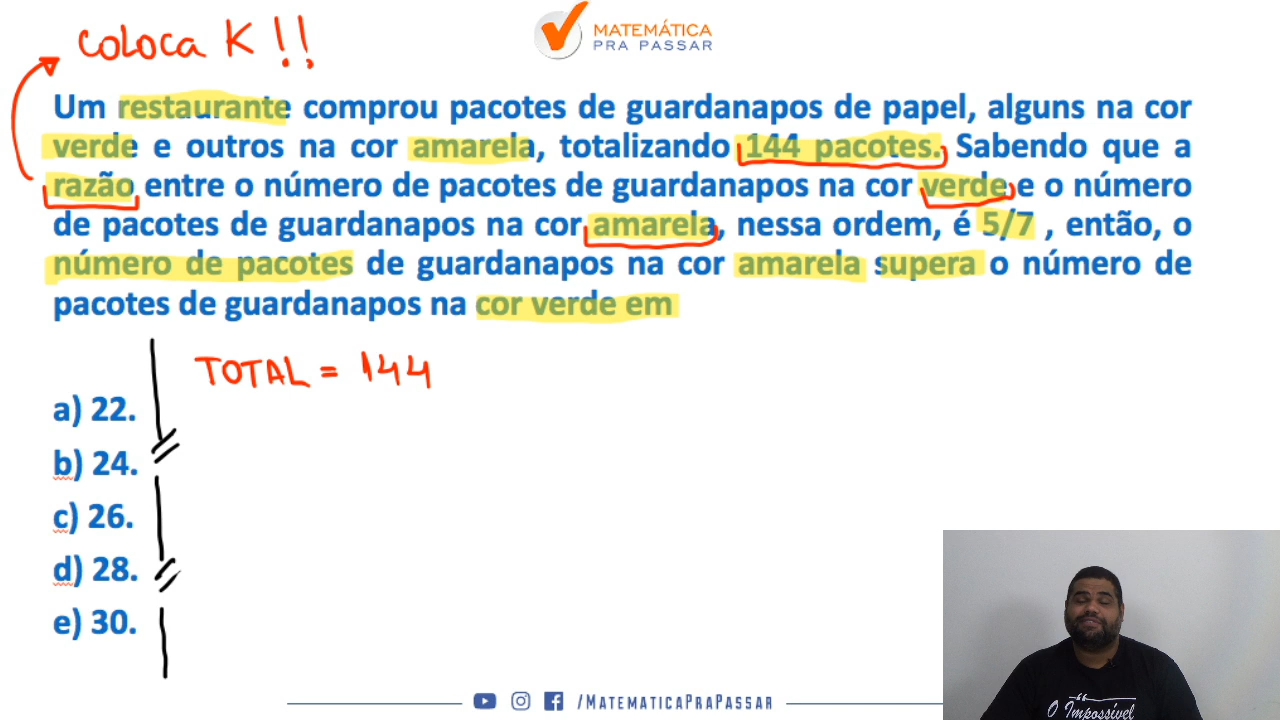 coloca K !!
MATEMÁTICA
PRA PASSAR
Um restaurante comprou pacotes de guardanapos de papel, alguns na cor
verde e outros na cor amarela, totalizando 144 pacotes. Sabendo que a
razão entre o número de pacotes de guardanapos na cor verde e o número
de pacotes de guardanapos na cor amarela, nessa ordem, é 5/7 , então, o
número de pacotes de guardanapos na cor amarela supera o número de
pacotes de guardanapos na cor verde em
TOTAL = 144
a) 22.
b) 24.
c) 26.
d) 28.
e) 30.
O Impossível
/MatematicaPraPassar